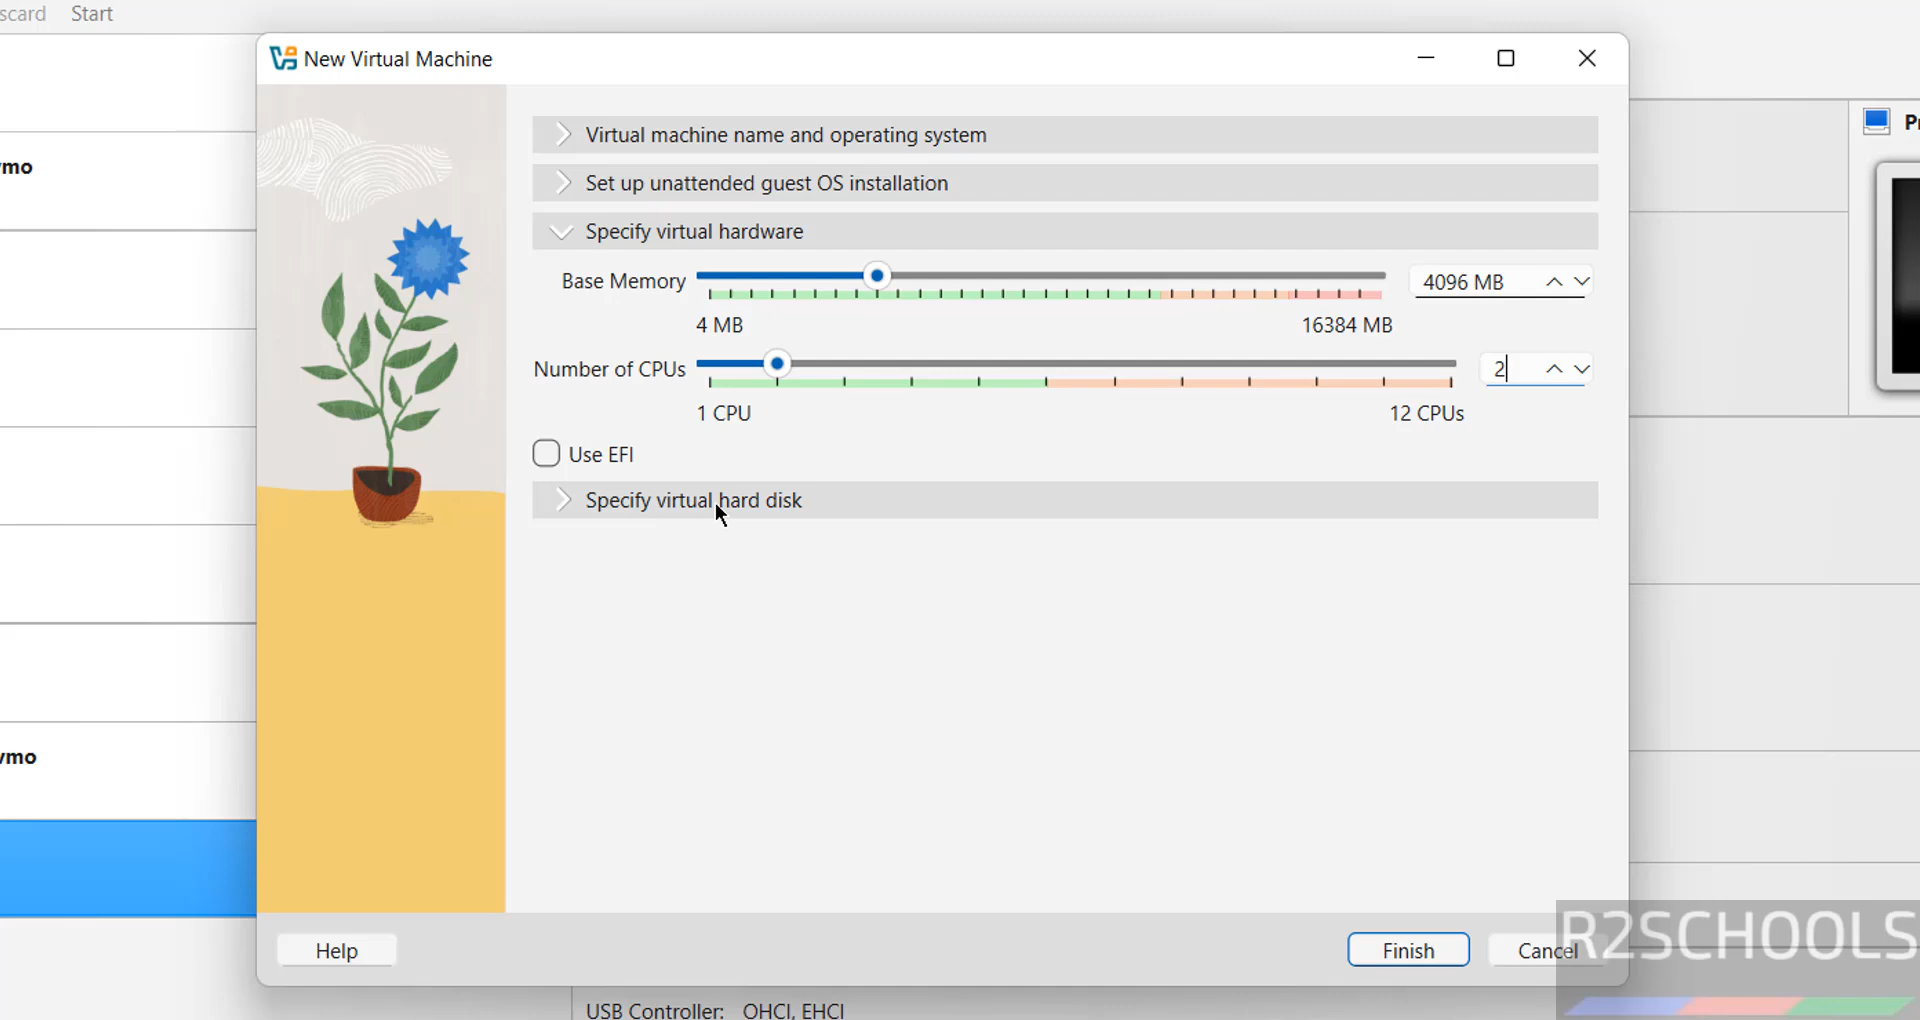 scard Start
New Virtual Machine
Virtual machine name and operating system
Pr
vmo
Set up unattended guest OS installation
Specify virtual hardware
Base Memory 4096 MB
4 MB 16384 MB
Number of CPUs 2
1 CPU 12 CPUs
Use EFI
Specify virtual hard disk
vmo
Help Finish Cancel
R2SCHOOLS
USB Controller: OHCI, EHCI